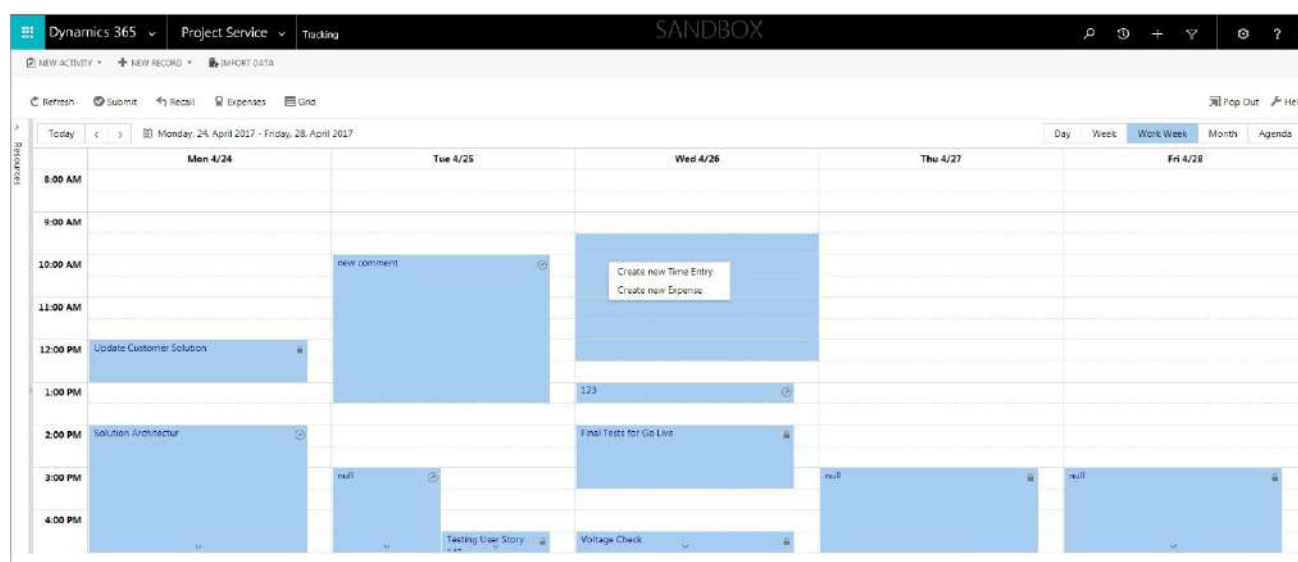 Dynamics 365 Project Service Tracking SANDBOX ?
NEW ACTIVITY NEW RECORD IMPORT DATA
Refresh Submit Recall Expenses Grid Pop Out Hel
Resources
Today < > Monday, 24. April 2017 - Friday, 28. April 2017 Day Week Work Week Month Agenda
Mon 4/24 Tue 4/25 Wed 4/26 Thu 4/27 Fri 4/28
8:00 AM
9:00 AM
10:00 AM new comment
Create new Time Entry
Create new Expense
11:00 AM
12:00 PM Update Customer Solution
1:00 PM 123
2:00 PM Solution Architectur Final Tests for Go Live
3:00 PM null null null
4:00 PM
Testing User Story Voltage Check